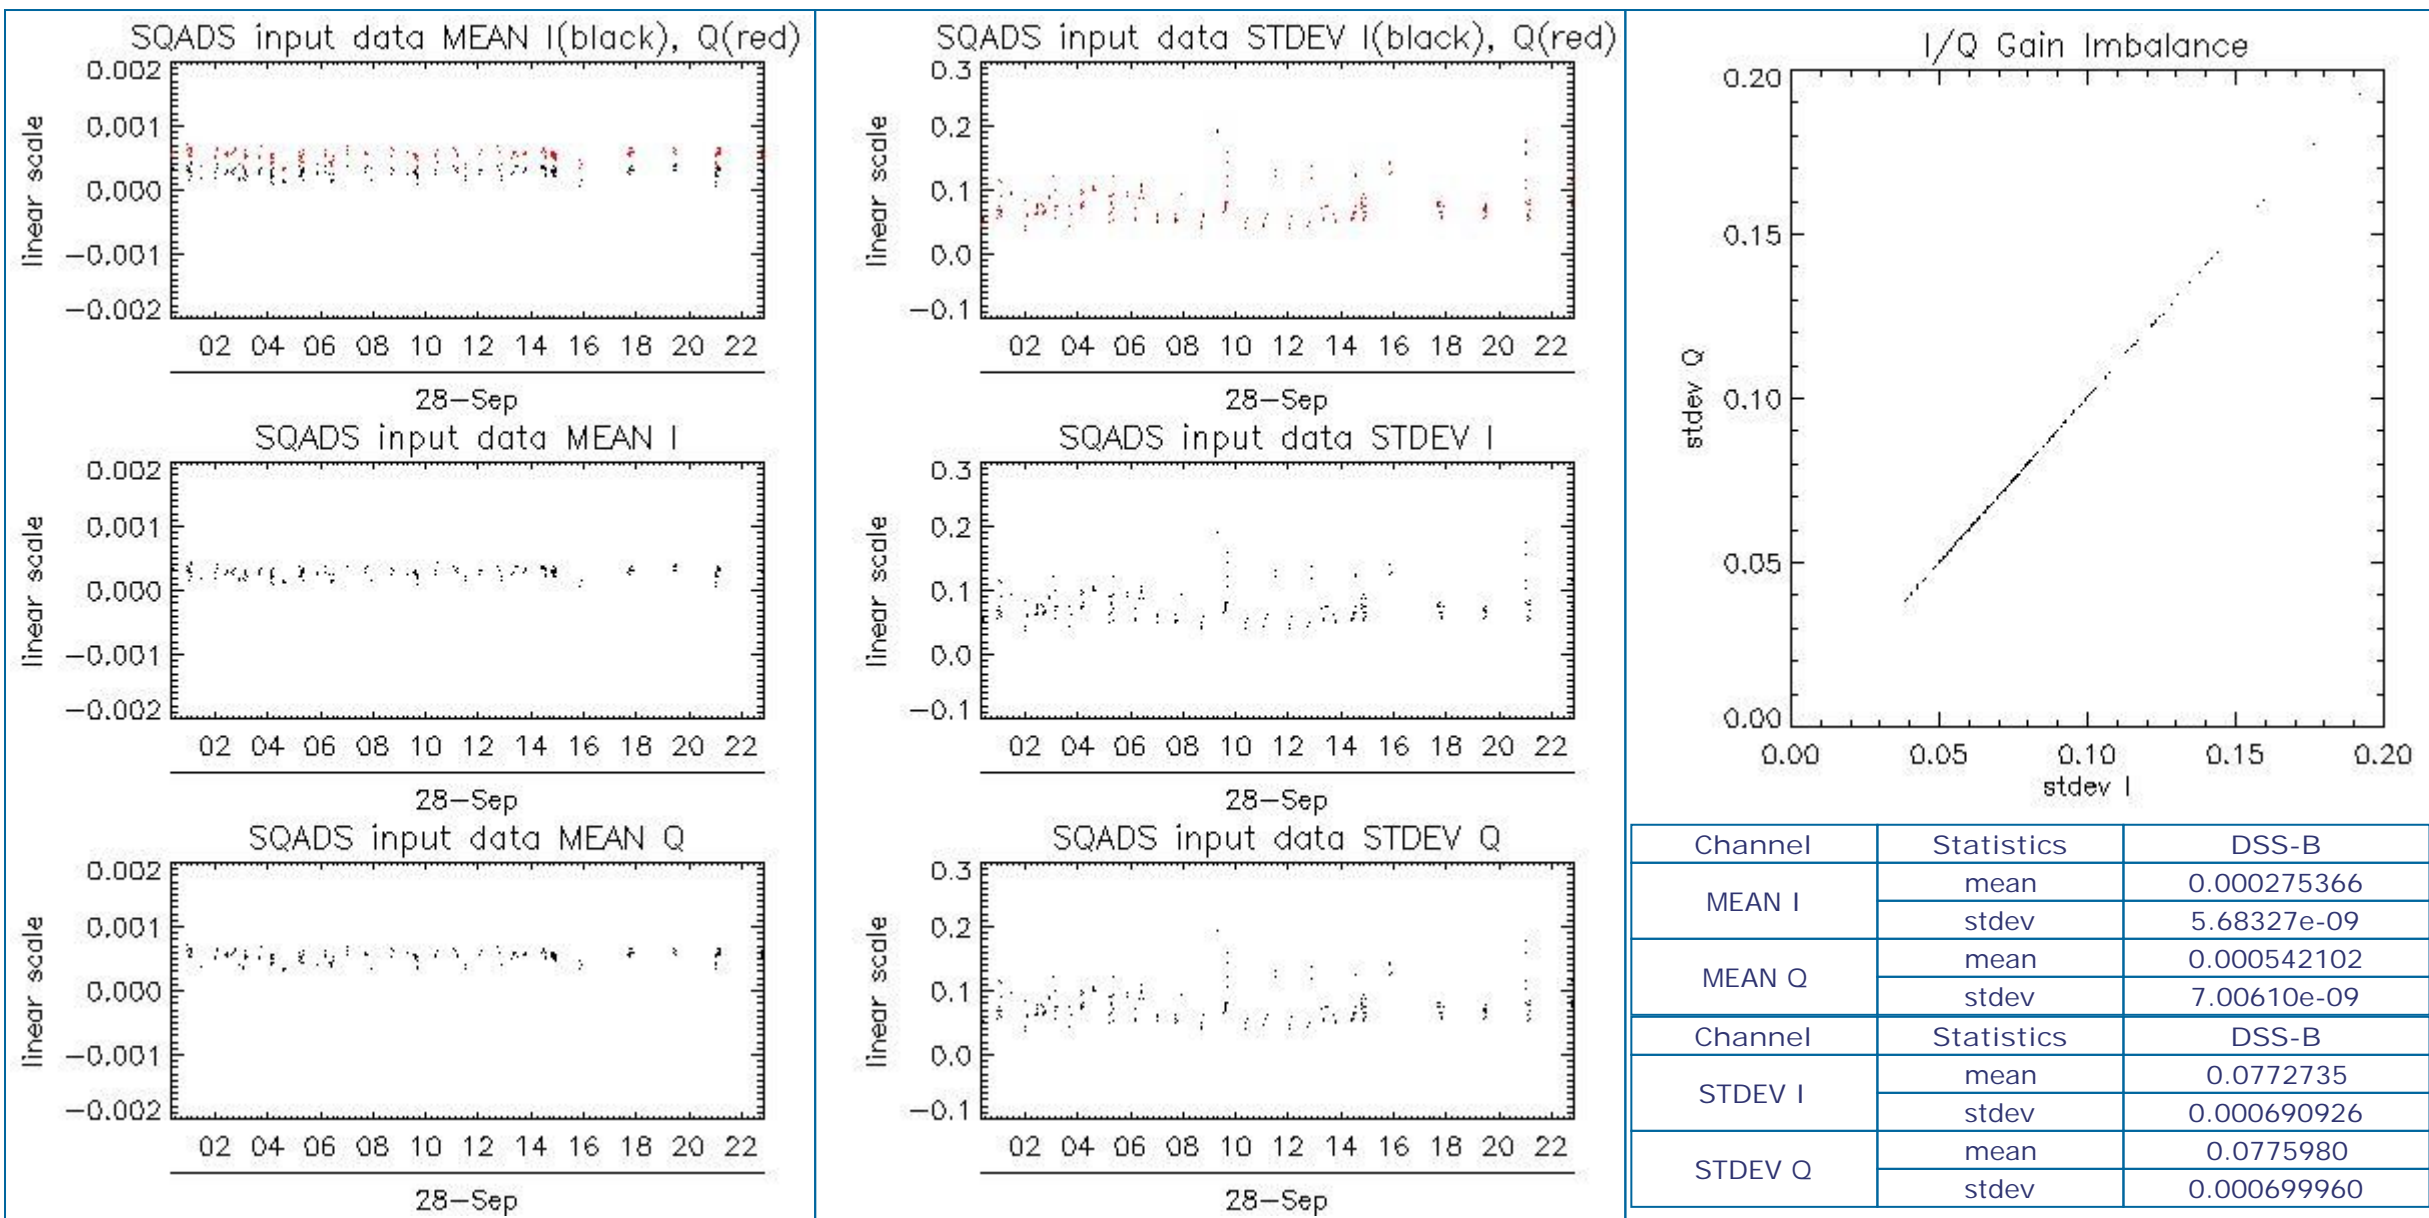 SQADS input data MEAN I(black), Q(red)
0.002
0.001
0.000
−0.001
−0.002
linear scale
02 04 06 08 10 12 14 16 18 20 22
28−Sep
SQADS input data MEAN I
0.002
0.001
0.000
−0.001
−0.002
linear scale
02 04 06 08 10 12 14 16 18 20 22
28−Sep
SQADS input data MEAN Q
0.002
0.001
0.000
−0.001
−0.002
linear scale
02 04 06 08 10 12 14 16 18 20 22
28−Sep
SQADS input data STDEV I(black), Q(red)
0.3
0.2
0.1
0.0
−0.1
linear scale
02 04 06 08 10 12 14 16 18 20 22
28−Sep
SQADS input data STDEV I
0.3
0.2
0.1
0.0
−0.1
linear scale
02 04 06 08 10 12 14 16 18 20 22
28−Sep
SQADS input data STDEV Q
0.3
0.2
0.1
0.0
−0.1
linear scale
02 04 06 08 10 12 14 16 18 20 22
28−Sep
I/Q Gain Imbalance
0.20
0.15
0.10
0.05
0.00
stdev Q
0.00 0.05 0.10 0.15 0.20
stdev I
Channel Statistics DSS-B
MEAN I mean 0.000275366
stdev 5.68327e-09
MEAN Q mean 0.000542102
stdev 7.00610e-09
Channel Statistics DSS-B
STDEV I mean 0.0772735
stdev 0.000690926
STDEV Q mean 0.0775980
stdev 0.000699960